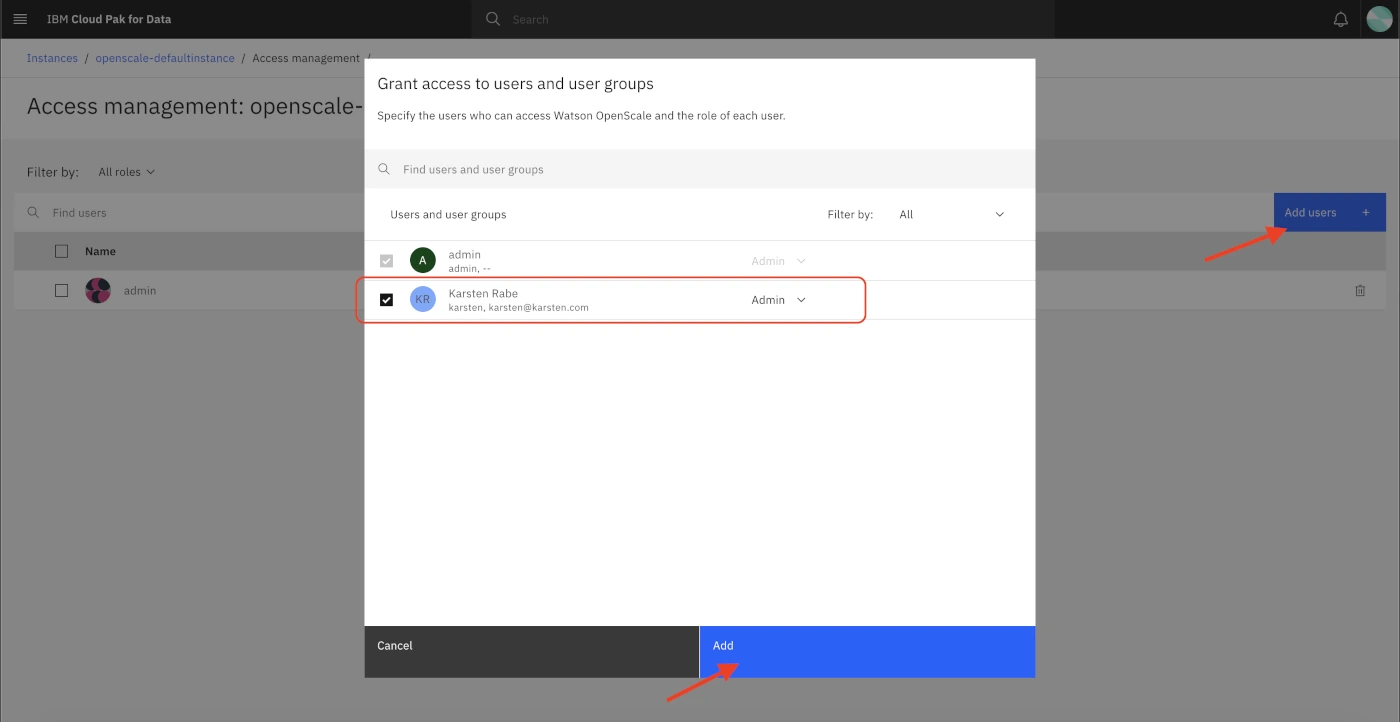 IBM Cloud Pak for Data
Search
Instances / openscale-defaultinstance / Access management /
Access management: openscale-
Filter by: All roles
Find users
Add users +
Name
admin
Grant access to users and user groups
Specify the users who can access Watson OpenScale and the role of each user.
Find users and user groups
Users and user groups
Filter by: All
A
admin
admin, --
Admin
KR
Karsten Rabe
karsten, karsten@karsten.com
Admin
Cancel
Add